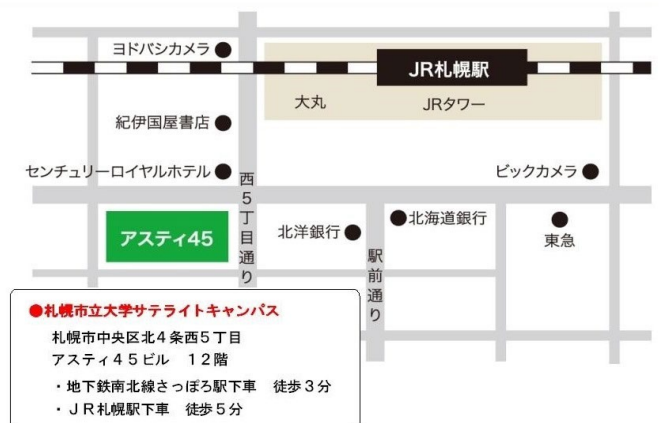 ヨドバシカメラ
JR札幌駅
大丸
JRタワー
紀伊国屋書店
センチュリーロイヤルホテル
ビックカメラ
西5丁目通り
アスティ45
北洋銀行
北海道銀行
東急
駅前通り
●札幌市立大学サテライトキャンパス
札幌市中央区北4条西5丁目
アスティ45ビル 12階
・地下鉄南北線さっぽろ駅下車 徒歩3分
・JR札幌駅下車 徒歩5分